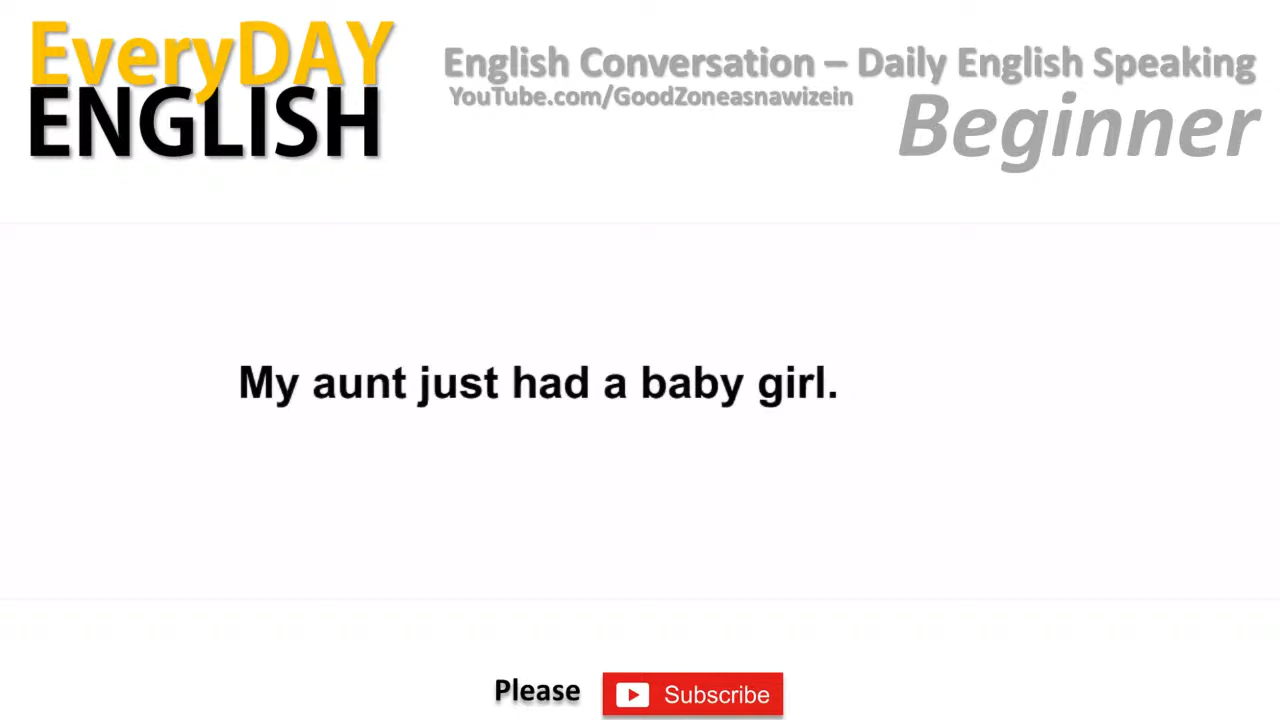 EveryDAY
ENGLISH
English Conversation – Daily English Speaking
YouTube.com/GoodZoneasnawizein
Beginner
My aunt just had a baby girl.
Please
Subscribe